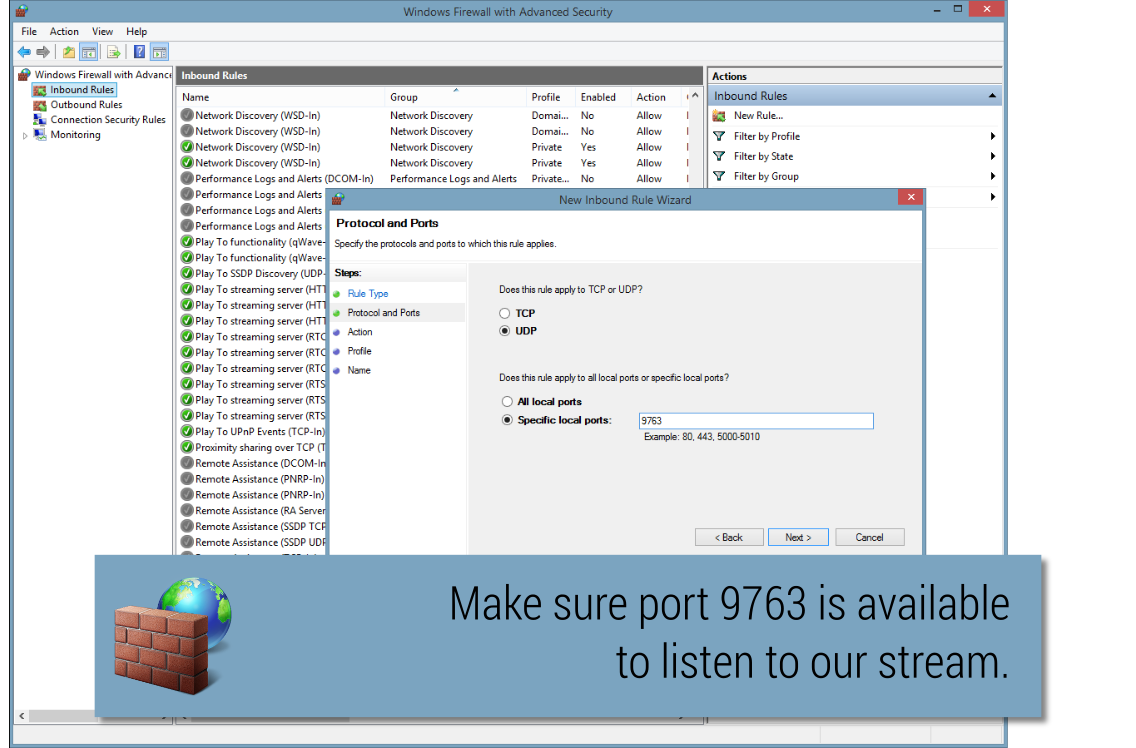 Windows Firewall with Advanced Security
File Action View Help
Windows Firewall with Advance
Inbound Rules
Outbound Rules
Connection Security Rules
Monitoring
Inbound Rules
Name Group Profile Enabled Action
Network Discovery (WSD-In) Network Discovery Domai... No Allow
Network Discovery (WSD-In) Network Discovery Domai... No Allow
Network Discovery (WSD-In) Network Discovery Private Yes Allow
Network Discovery (WSD-In) Network Discovery Private Yes Allow
Performance Logs and Alerts (DCOM-In) Performance Logs and Alerts Private... No Allow
Performance Logs and Alerts
Performance Logs and Alerts
Performance Logs and Alerts
Play To functionality (qWave-
Play To functionality (qWave-
Play To SSDP Discovery (UDP-
Play To streaming server (HTT
Play To streaming server (HTT
Play To streaming server (HTT
Play To streaming server (RTC
Play To streaming server (RTC
Play To streaming server (RTC
Play To streaming server (RTS
Play To streaming server (RTS
Play To streaming server (RTS
Play To UPnP Events (TCP-In)
Proximity sharing over TCP (T
Remote Assistance (DCOM-In
Remote Assistance (PNRP-In)
Remote Assistance (PNRP-In)
Remote Assistance (RA Server
Remote Assistance (SSDP TCP
Remote Assistance (SSDP UDP
Actions
Inbound Rules
New Rule...
Filter by Profile
Filter by State
Filter by Group
New Inbound Rule Wizard
Protocol and Ports
Specify the protocols and ports to which this rule applies.
Steps:
Rule Type
Protocol and Ports
Action
Profile
Name
Does this rule apply to TCP or UDP?
TCP
UDP
Does this rule apply to all local ports or specific local ports?
All local ports
Specific local ports: 9763
Example: 80, 443, 5000-5010
< Back Next > Cancel
Make sure port 9763 is available
to listen to our stream.